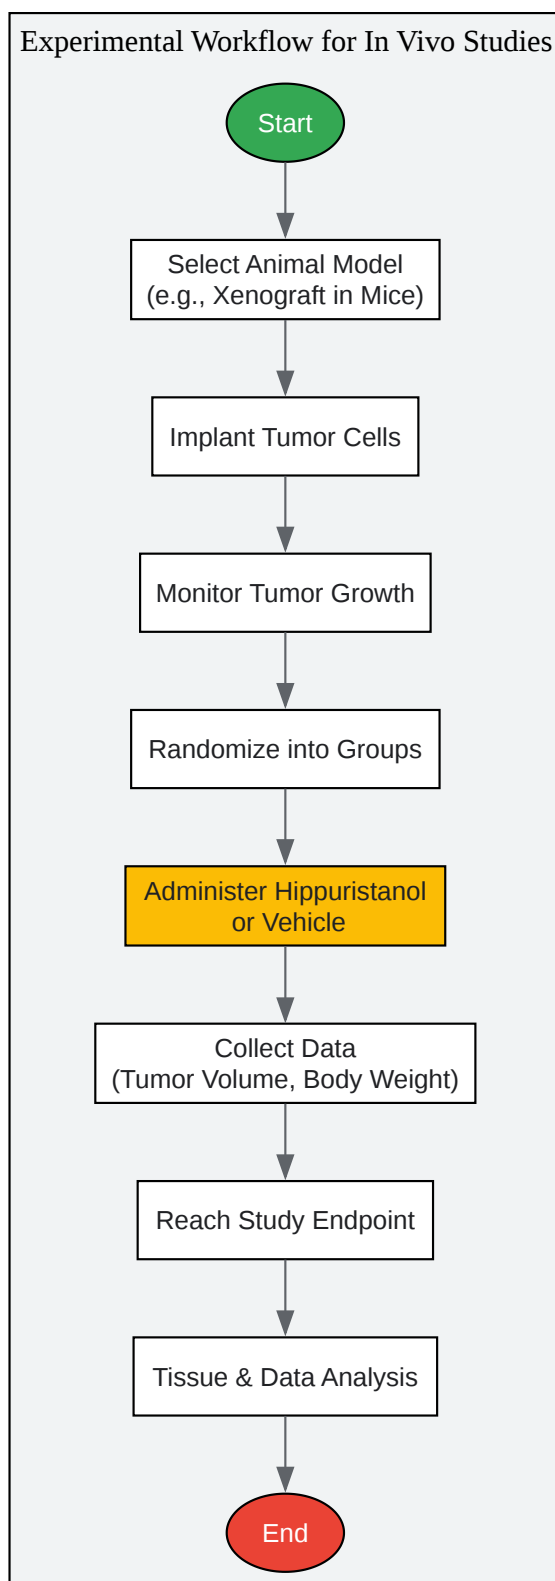 Experimental Workflow for In Vivo Studies
Start
Select Animal Model
(e.g., Xenograft in Mice)
Implant Tumor Cells
Monitor Tumor Growth
Randomize into Groups
Administer Hippuristanol
or Vehicle
Collect Data
(Tumor Volume, Body Weight)
Reach Study Endpoint
Tissue & Data Analysis
End